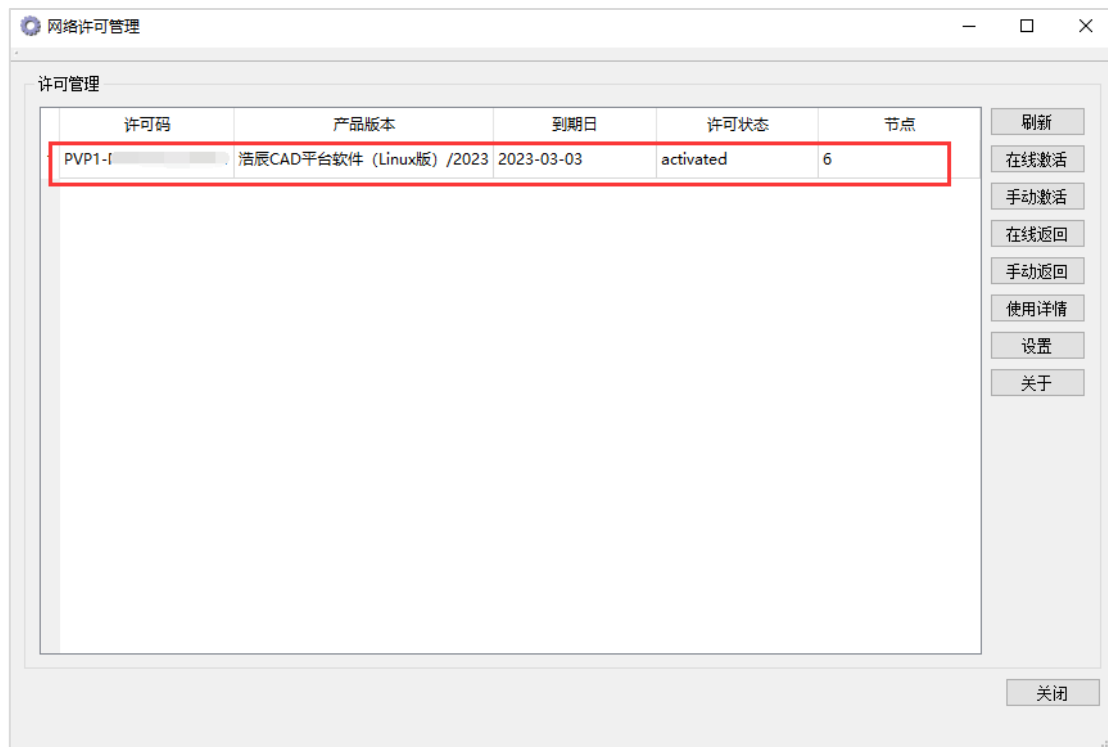 网络许可管理
许可管理
许可码 产品版本 到期日 许可状态 节点
PVP1- 浩辰CAD平台软件（Linux版）/2023 2023-03-03 activated 6
刷新
在线激活
手动激活
在线返回
手动返回
使用详情
设置
关于
关闭